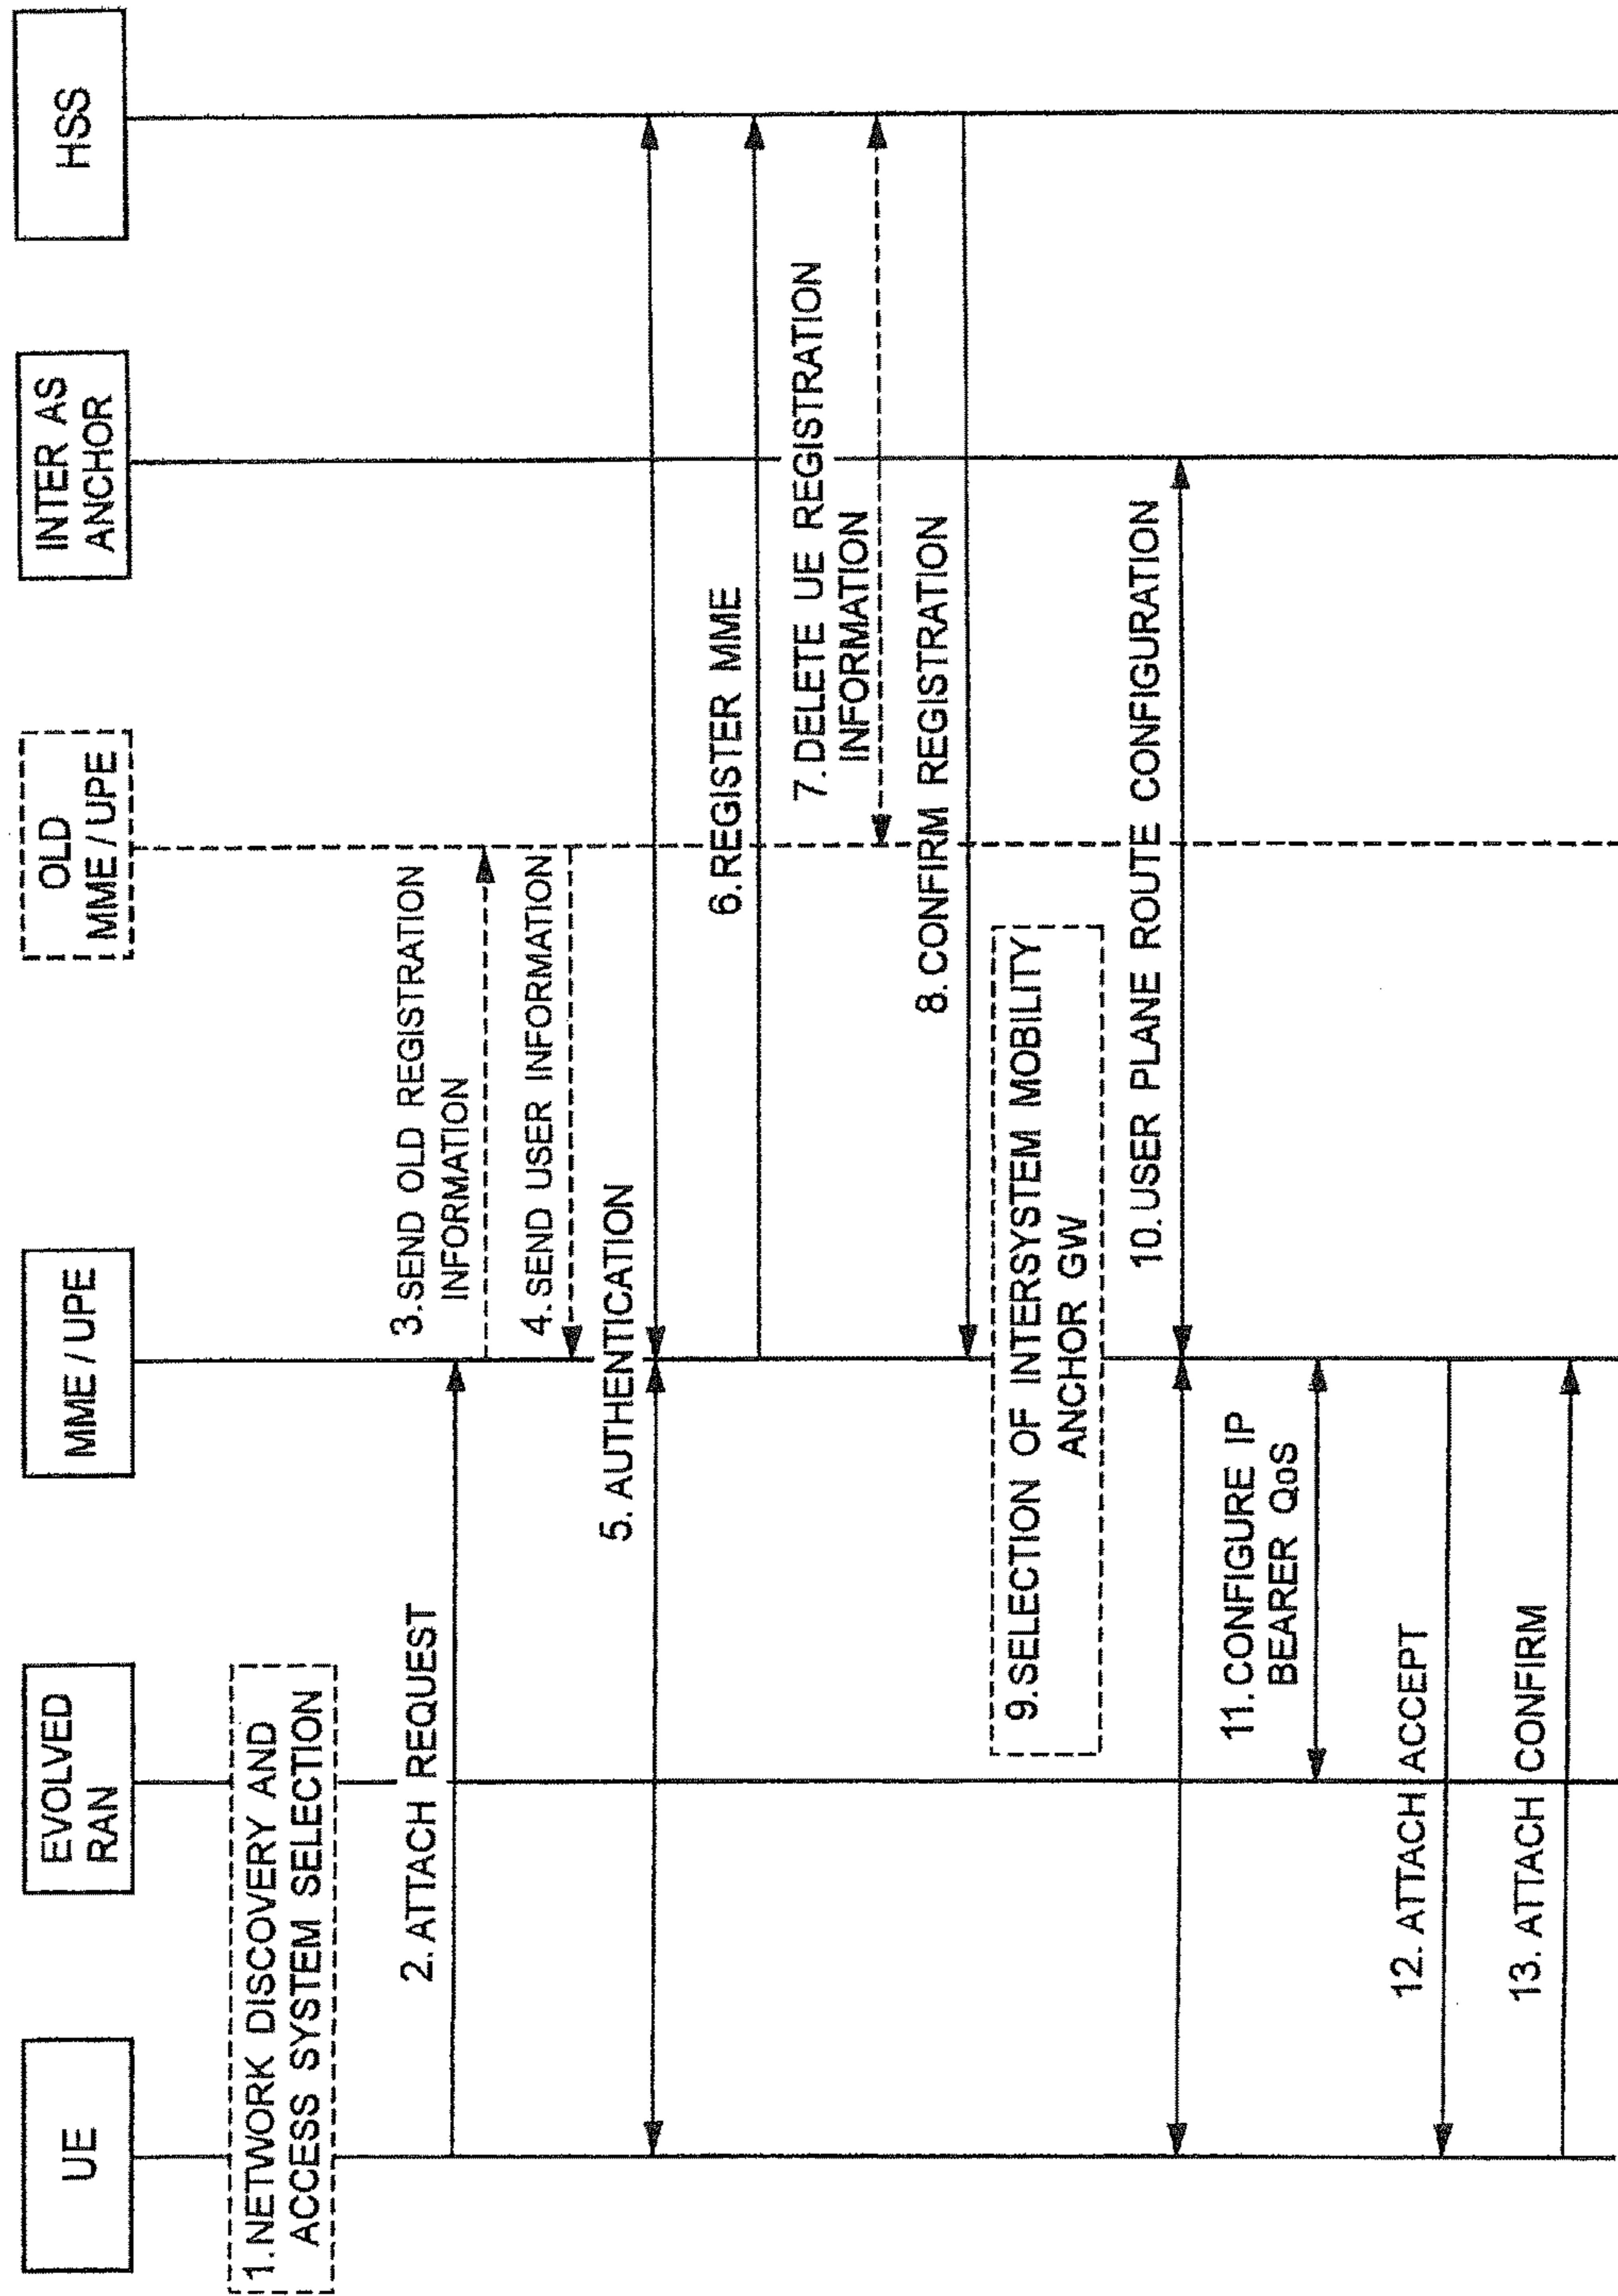 UE
EVOLVED
RAN
MME / UPE
OLD
MME / UPE
INTER AS
ANCHOR
HSS
1. NETWORK DISCOVERY AND
ACCESS SYSTEM SELECTION
2. ATTACH REQUEST
3. SEND OLD REGISTRATION
INFORMATION
4. SEND USER INFORMATION
5. AUTHENTICATION
6. REGISTER MME
7. DELETE UE REGISTRATION
INFORMATION
8. CONFIRM REGISTRATION
9. SELECTION OF INTERSYSTEM MOBILITY
ANCHOR GW
10. USER PLANE ROUTE CONFIGURATION
11. CONFIGURE IP
BEARER QoS
12. ATTACH ACCEPT
13. ATTACH CONFIRM